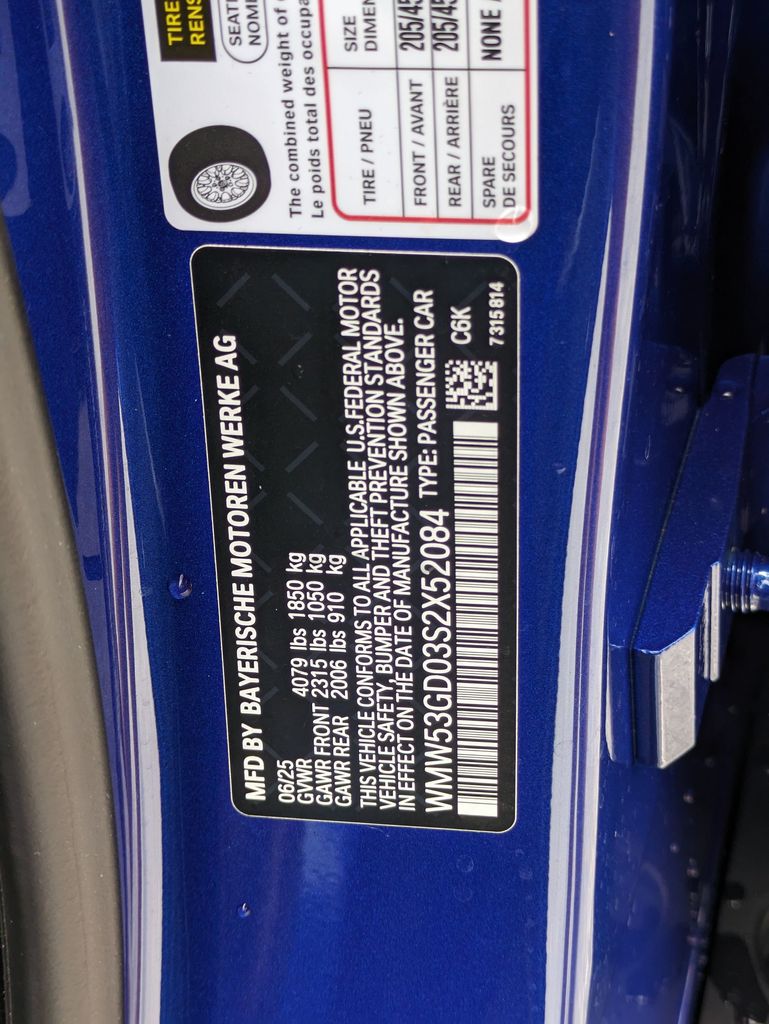 MFD BY BAYERISCHE MOTOREN WERKE AG
06/25
GVWR 4079 lbs 1850 kg
GAWR FRONT 2315 lbs 1050 kg
GAWR REAR 2006 lbs 910 kg
THIS VEHICLE CONFORMS TO ALL APPLICABLE U.S.FEDERAL MOTOR
VEHICLE SAFETY, BUMPER AND THEFT PREVENTION STANDARDS
IN EFFECT ON THE DATE OF MANUFACTURE SHOWN ABOVE.
WMW53GD03S2X52084 TYPE: PASSENGER CAR
C6K
7315814
TIRE
RENS
SEATI
NOMB
The combined weight of
Le poids total des occupa
TIRE / PNEU
SIZE
DIMEN
FRONT / AVANT 205/45
REAR / ARRIÈRE 205/45
SPARE
DE SECOURS
NONE /